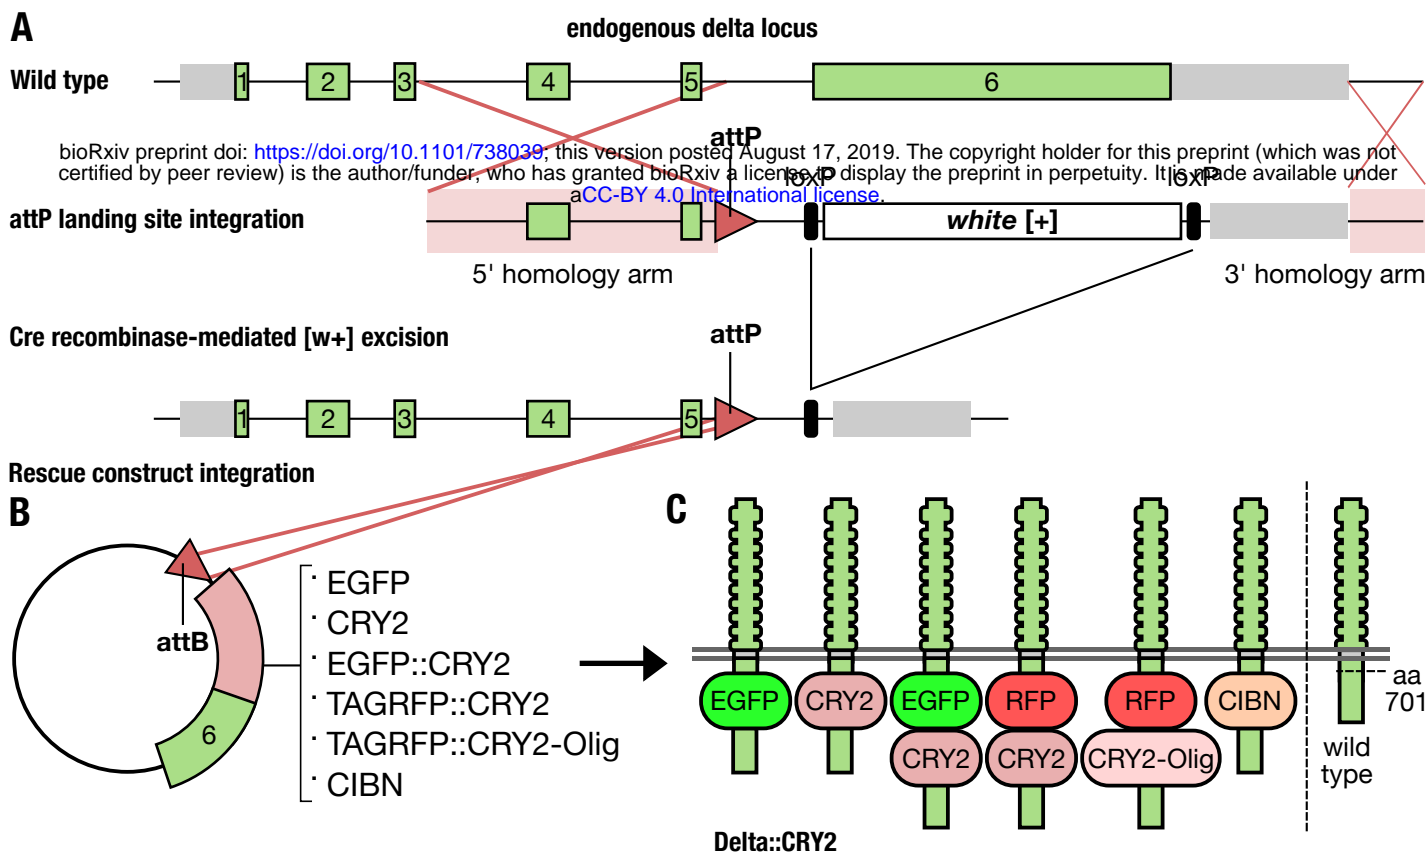 A
endogenous delta locus
Wild type
1 2 3 4 5 6
attP
bioRxiv preprint doi: https://doi.org/10.1101/738039; this version posted August 17, 2019. The copyright holder for this preprint (which was not
certified by peer review) is the author/funder, who has granted bioRxiv a license to display the preprint in perpetuity. It is made available under
aCC-BY 4.0 International license.
loxP loxP
attP landing site integration
white [+]
5' homology arm
3' homology arm
Cre recombinase-mediated [w+] excision
attP
1 2 3 4 5
Rescue construct integration
B
attB
6
· EGFP
· CRY2
· EGFP::CRY2
· TAGRFP::CRY2
· TAGRFP::CRY2-Olig
· CIBN
C
EGFP CRY2 EGFP RFP RFP CIBN
CRY2 CRY2 CRY2-Olig
aa
701
wild
type
Delta::CRY2